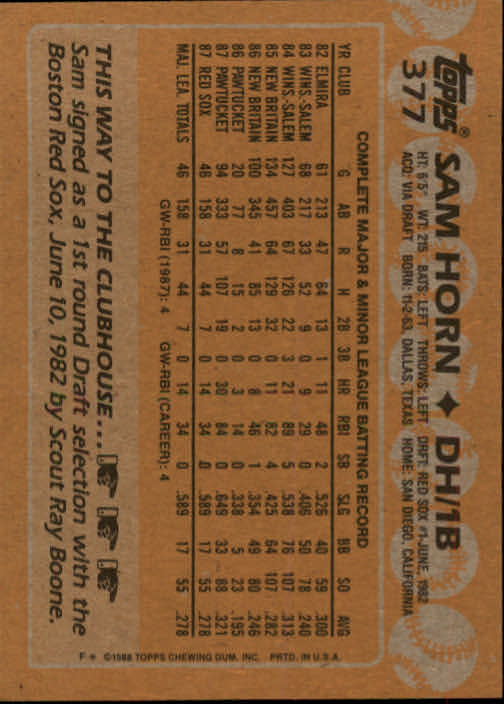 topps® SAM HORN ♦ DH/1B
377
HT: 6'5" WT: 215 BATS: LEFT THROWS: LEFT DRFT: RED SOX #1-JUNE, 1982
ACQ: VIA DRAFT BORN: 11-2-63, DALLAS, TEXAS HOME: SAN DIEGO, CALIFORNIA
COMPLETE MAJOR & MINOR LEAGUE BATTING RECORD
YR CLUB G AB R H 2B 3B HR RBI SB SLG BB SO AVG
82 ELMIRA 61 213 47 64 13 1 11 48 2 .526 40 59 .300
83 WINS.-SALEM 68 217 33 52 9 0 9 29 0 .406 50 78 .240
84 WINS.-SALEM 127 403 67 126 22 3 21 89 5 .538 76 107 .313
85 NEW BRITAIN 134 457 64 129 32 0 11 82 4 .425 64 107 .282
86 NEW BRITAIN 100 345 41 85 13 0 8 46 1 .354 49 80 .246
86 PAWTUCKET 20 77 8 15 2 0 3 14 0 .338 5 23 .195
87 PAWTUCKET 94 333 57 107 19 0 30 84 0 .649 33 88 .321
87 RED SOX 46 158 31 44 7 0 14 34 0 .589 17 55 .278
MAJ. LEA. TOTALS 46 158 31 44 7 0 14 34 0 .589 17 55 .278
GW-RBI (1987): 4 GW-RBI (CAREER): 4
THIS WAY TO THE CLUBHOUSE...
Sam signed as a 1st round Draft selection with the
Boston Red Sox, June 10, 1982 by Scout Ray Boone.
F* ©1988 TOPPS CHEWING GUM, INC. PRTD. IN U.S.A.